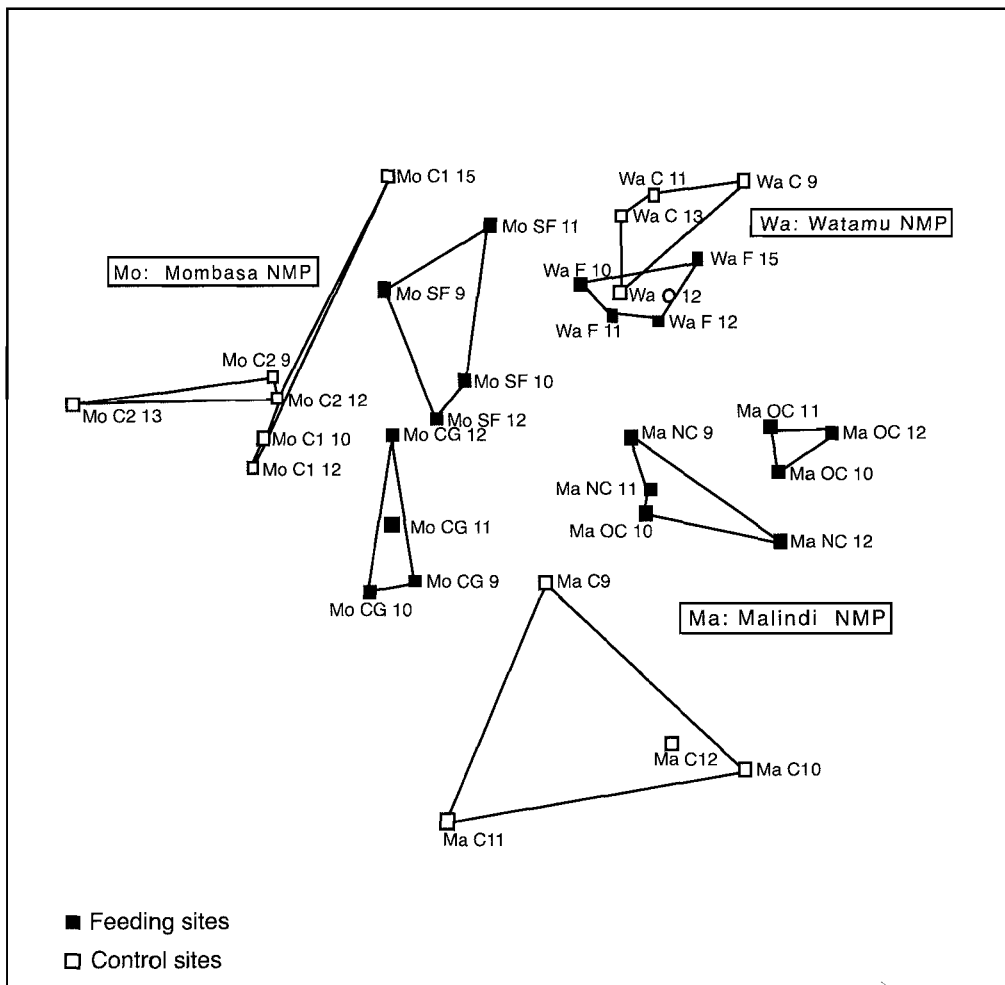 Mo C1 15
Wa C 11
Wa C 9
Wa C 13
Mo SF 11
Wa: Watamu NMP
Mo: Mombasa NMP
Wa F 10
Wa F 15
Mo SF 9
Wa O 12
Wa F 11
Wa F 12
Mo C2 9
Mo SF 10
Mo C2 12
Mo C2 13
Mo SF 12
Ma OC 11
Mo C1 10
Mo CG 12
Ma NC 9
Ma OC 12
Mo C1 12
Ma OC 10
Ma NC 11
Mo CG 11
Ma OC 10
Ma NC 12
Mo CG 9
Ma C9
Mo CG 10
Ma: Malindi NMP
Ma C12
Ma C10
Ma C11
Feeding sites
Control sites